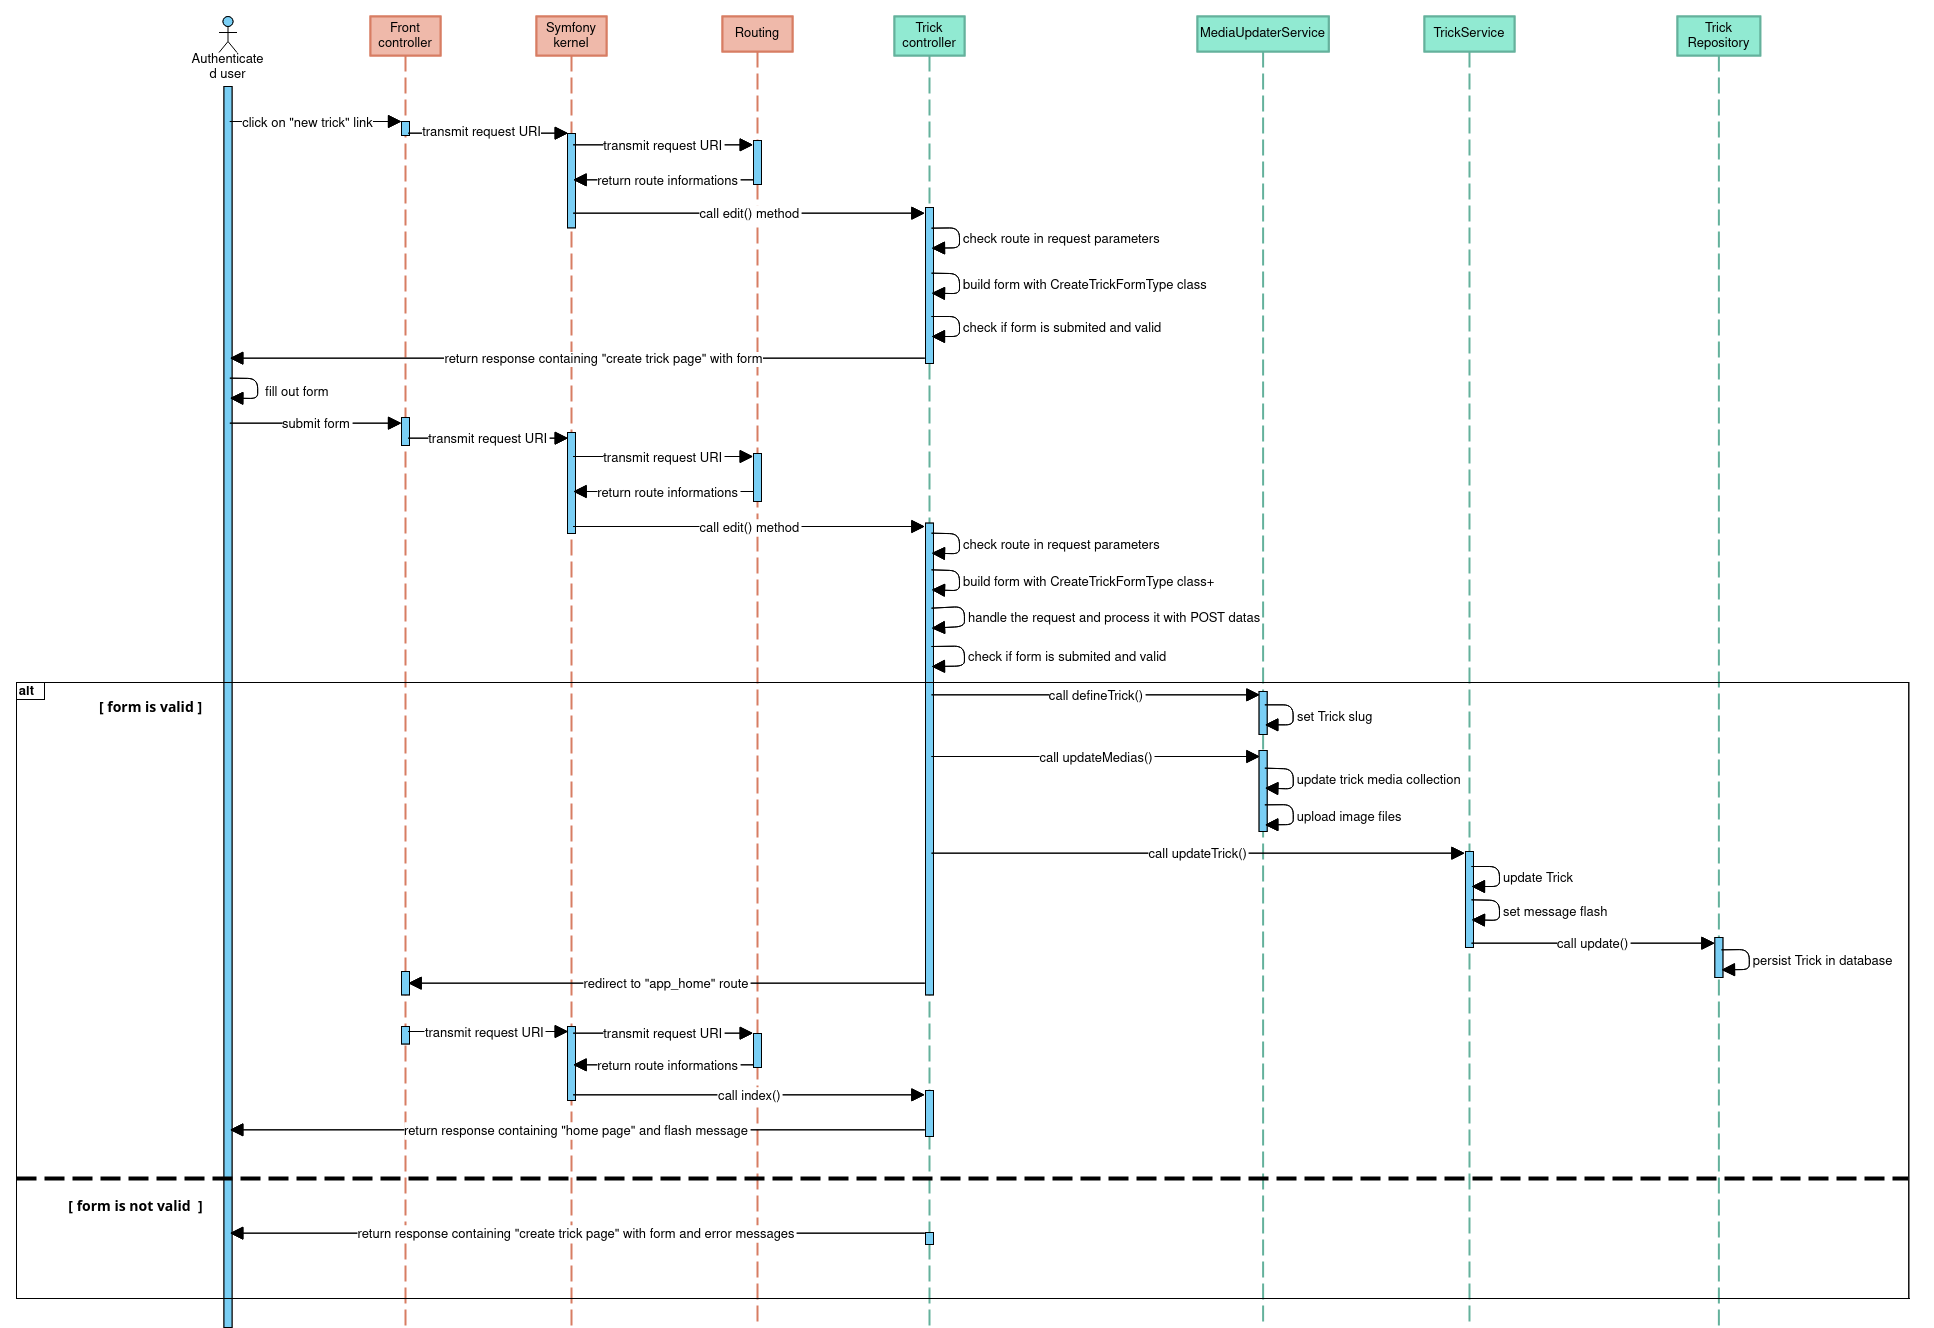 Front
controller
Symfony
kernel
Routing
Trick
controller
MediaUpdaterService
TrickService
Trick
Repository
Authenticate
d user
click on "new trick" link
transmit request URI
transmit request URI
return route informations
call edit() method
check route in request parameters
build form with CreateTrickFormType class
check if form is submited and valid
return response containing "create trick page" with form
fill out form
submit form
transmit request URI
transmit request URI
return route informations
call edit() method
check route in request parameters
build form with CreateTrickFormType class+
handle the request and process it with POST datas
check if form is submited and valid
alt
[ form is valid ]
call defineTrick()
set Trick slug
call updateMedias()
update trick media collection
upload image files
call updateTrick()
update Trick
set message flash
call update()
persist Trick in database
redirect to "app_home" route
transmit request URI
transmit request URI
return route informations
call index()
return response containing "home page" and flash message
[ form is not valid ]
return response containing "create trick page" with form and error messages